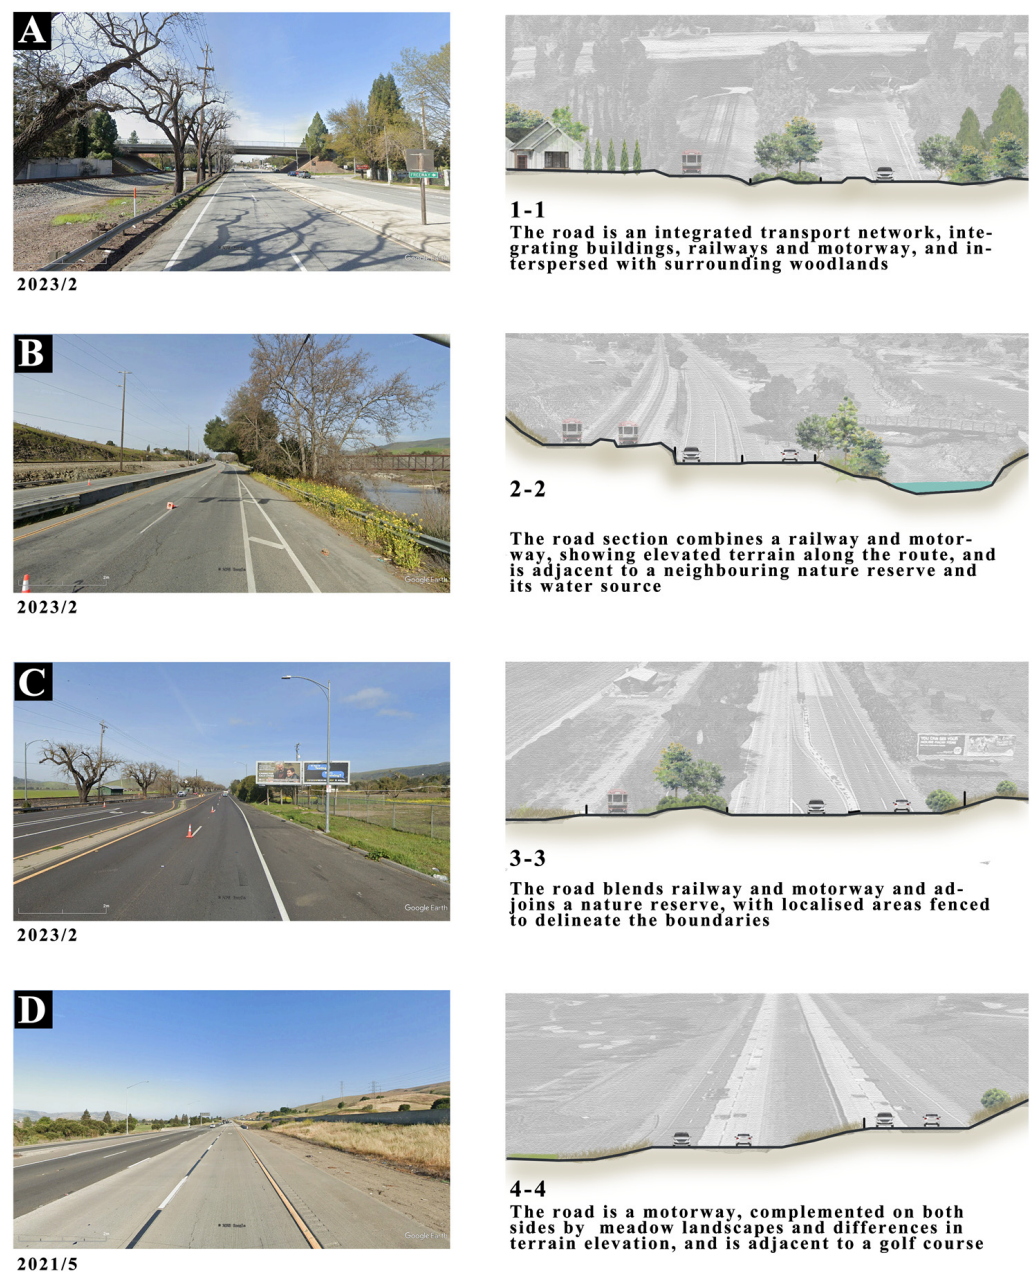 A
FREEWAY
Google Earth
2023/2
1-1
The road is an integrated transport network, inte-
grating buildings, railways and motorway, and in-
terspersed with surrounding woodlands
B
© 2025 Google
Google Earth
2023/2
2-2
The road section combines a railway and motor-
way, showing elevated terrain along the route, and
is adjacent to a neighbouring nature reserve and
its water source
C
© 2025 Google
Google Earth
2023/2
3-3
The road blends railway and motorway and ad-
joins a nature reserve, with localised areas fenced
to delineate the boundaries
D
Google Earth
2021/5
4-4
The road is a motorway, complemented on both
sides by meadow landscapes and differences in
terrain elevation, and is adjacent to a golf course